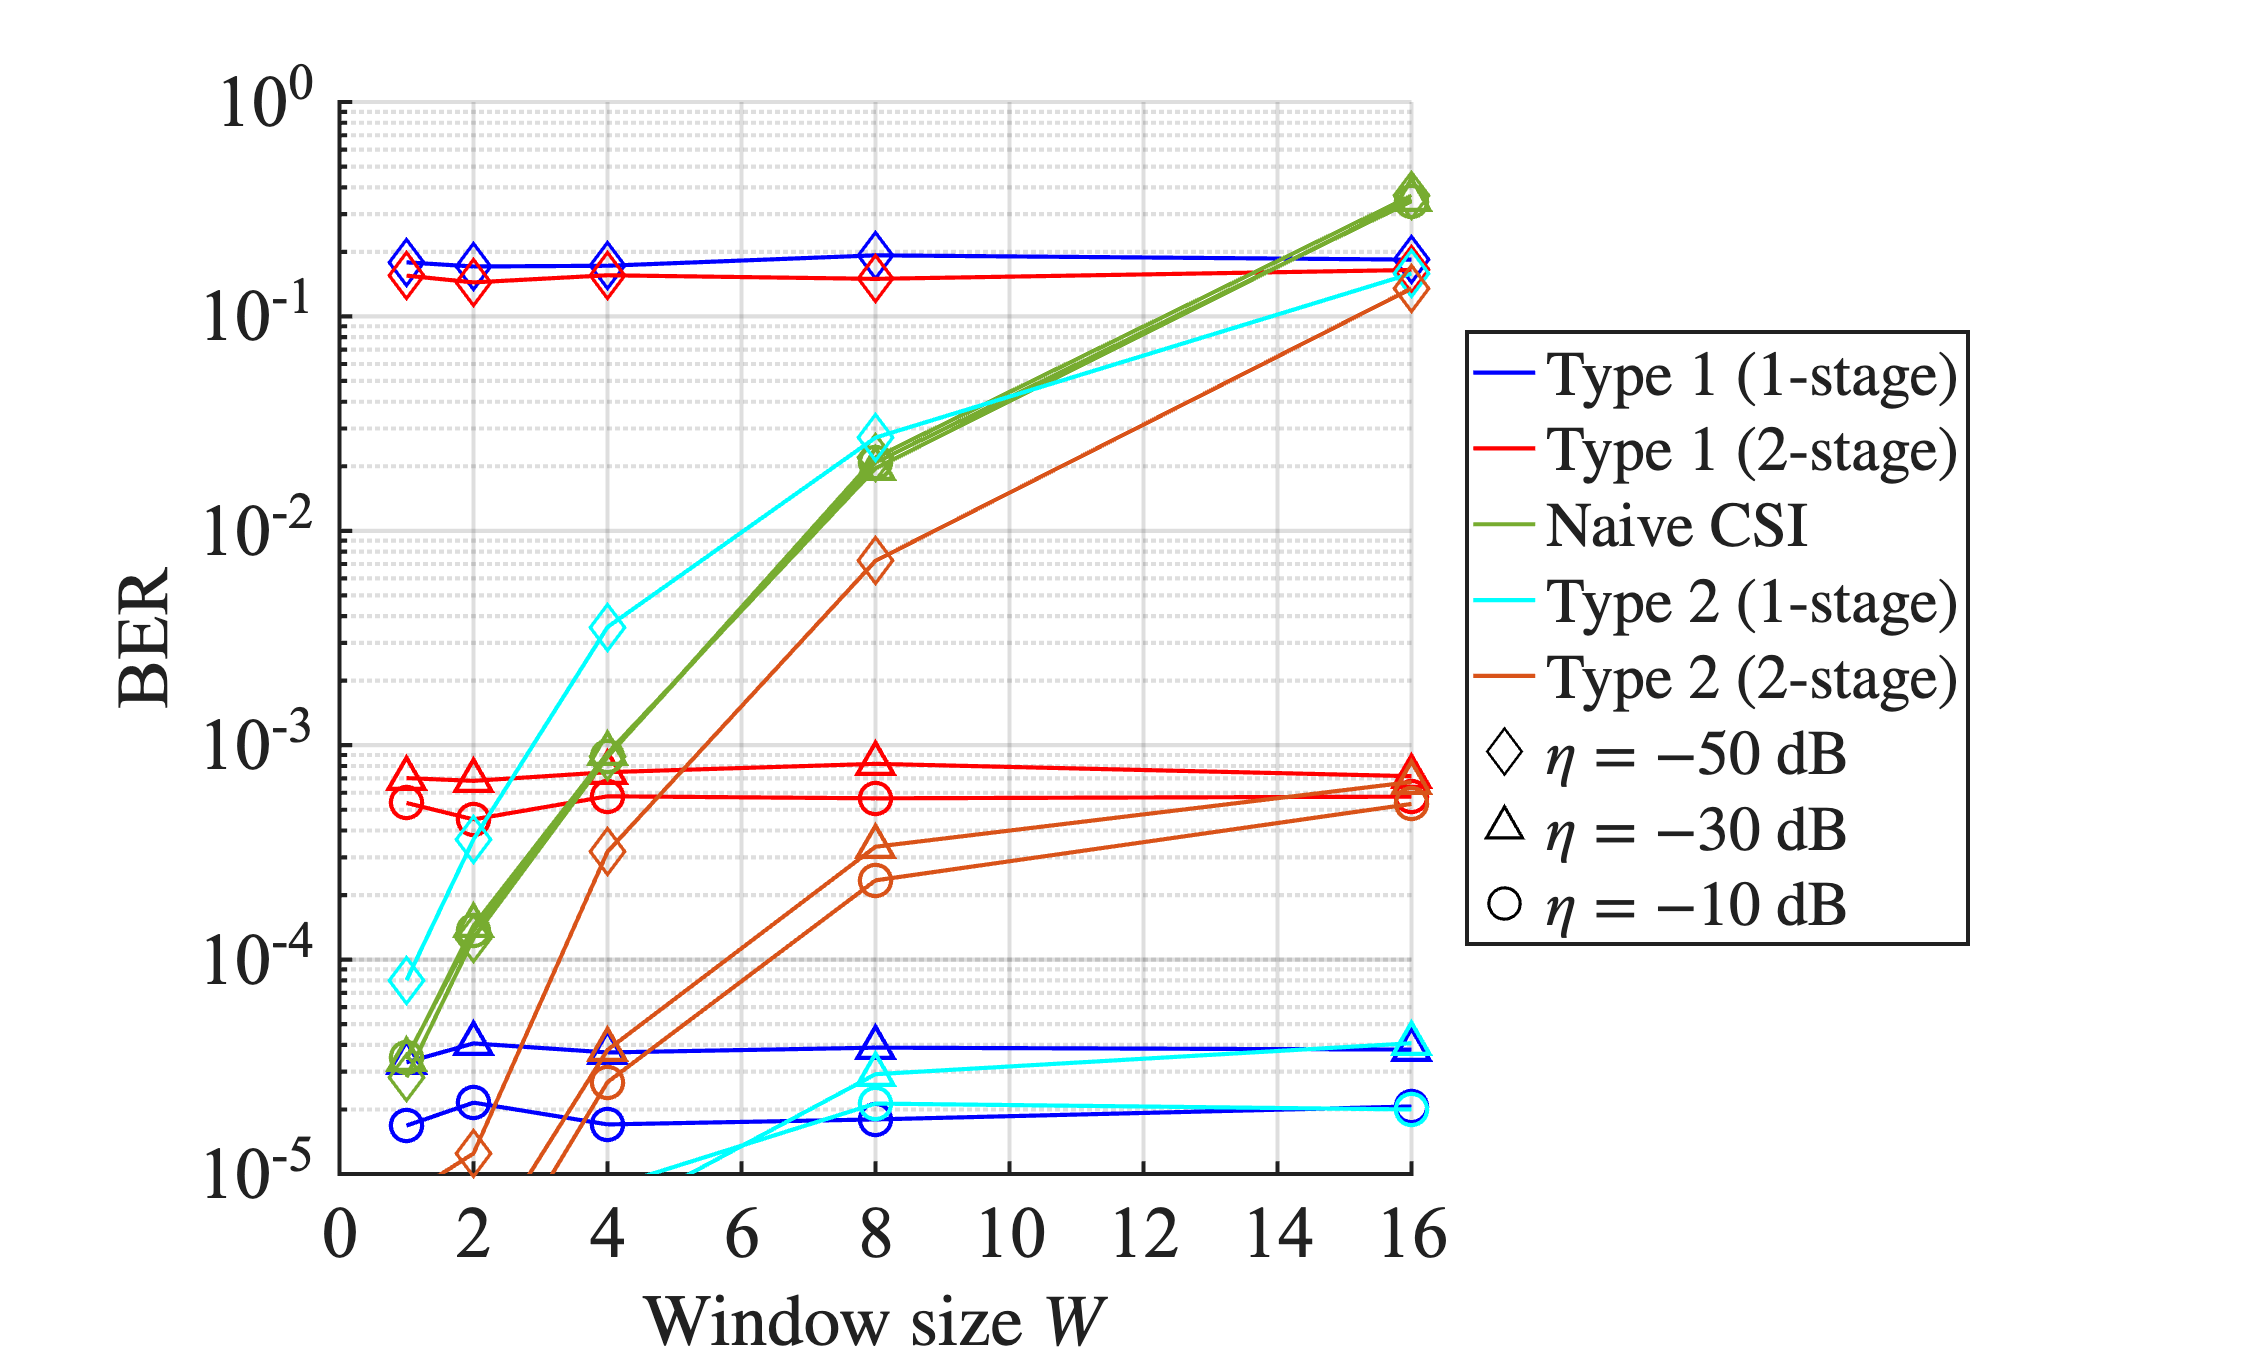 10^0
10^-1
10^-2
10^-3
10^-4
10^-5
BER
0 2 4 6 8 10 12 14 16
Window size W
Type 1 (1-stage)
Type 1 (2-stage)
Naive CSI
Type 2 (1-stage)
Type 2 (2-stage)
η = −50 dB
η = −30 dB
η = −10 dB